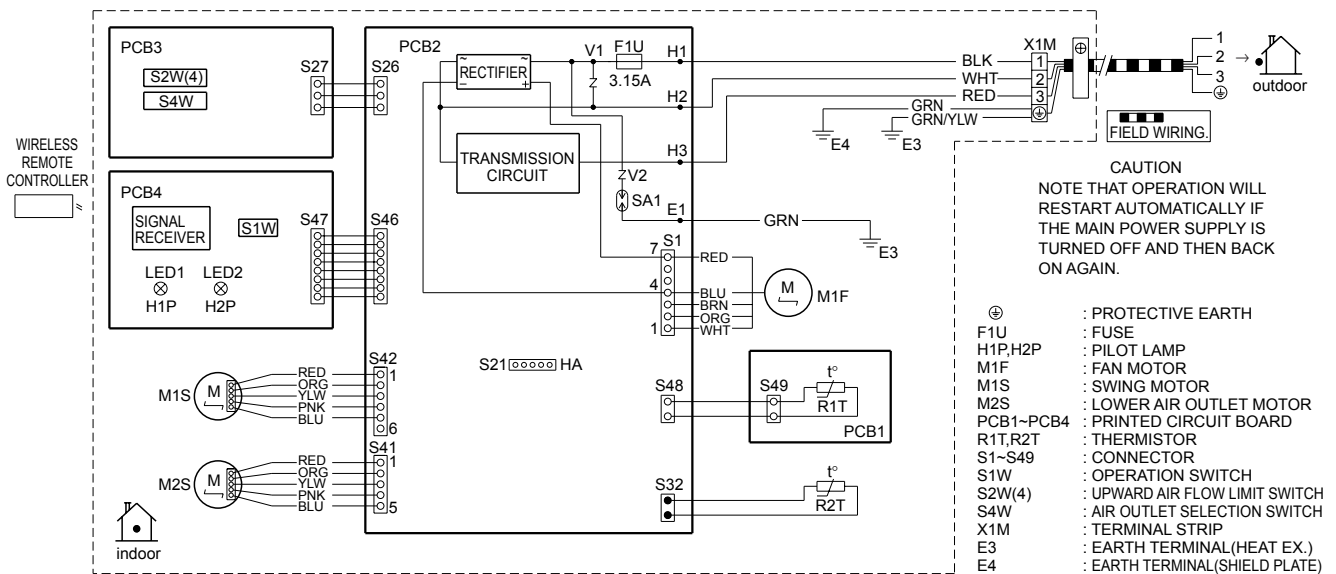 PCB3
S2W(4)
S4W
S27
S26
PCB2
RECTIFIER
~
~
−
+
V1
F1U
3.15A
Z
H1
H2
H3
TRANSMISSION
CIRCUIT
ZV2
SA1
E1
GRN
E3
BLK
WHT
RED
GRN
GRN/YLW
E4
E3
X1M
1
2
3
1
2
3
outdoor
FIELD WIRING.
WIRELESS
REMOTE
CONTROLLER
PCB4
SIGNAL
RECEIVER
S1W
LED1
H1P
LED2
H2P
S47
S46
S1
7
4
1
RED
BLU
BRN
ORG
WHT
M
M1F
S21
HA
M1S
M
RED
ORG
YLW
PNK
BLU
S42
1
6
M2S
M
RED
ORG
YLW
PNK
BLU
S41
1
5
S48
S49
t°
R1T
PCB1
S32
t°
R2T
indoor
CAUTION
NOTE THAT OPERATION WILL
RESTART AUTOMATICALLY IF
THE MAIN POWER SUPPLY IS
TURNED OFF AND THEN BACK
ON AGAIN.
: PROTECTIVE EARTH
F1U : FUSE
H1P,H2P : PILOT LAMP
M1F : FAN MOTOR
M1S : SWING MOTOR
M2S : LOWER AIR OUTLET MOTOR
PCB1~PCB4 : PRINTED CIRCUIT BOARD
R1T,R2T : THERMISTOR
S1~S49 : CONNECTOR
S1W : OPERATION SWITCH
S2W(4) : UPWARD AIR FLOW LIMIT SWITCH
S4W : AIR OUTLET SELECTION SWITCH
X1M : TERMINAL STRIP
E3 : EARTH TERMINAL(HEAT EX.)
E4 : EARTH TERMINAL(SHIELD PLATE)